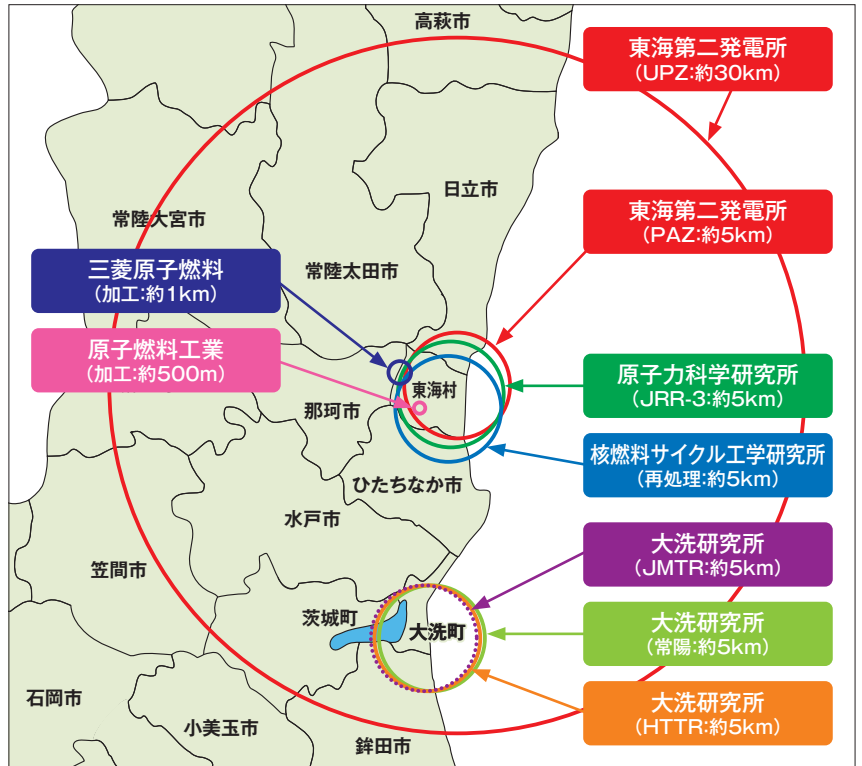 高萩市
東海第二発電所
（UPZ:約30km）
日立市
東海第二発電所
（PAZ:約5km）
常陸大宮市
三菱原子燃料
（加工:約1km）
常陸太田市
原子燃料工業
（加工:約500m）
東海村
原子力科学研究所
（JRR-3:約5km）
那珂市
核燃料サイクル工学研究所
（再処理:約5km）
ひたちなか市
水戸市
大洗研究所
（JMTR:約5km）
笠間市
茨城町
大洗町
大洗研究所
（常陽:約5km）
石岡市
小美玉市
大洗研究所
（HTTR:約5km）
鉾田市